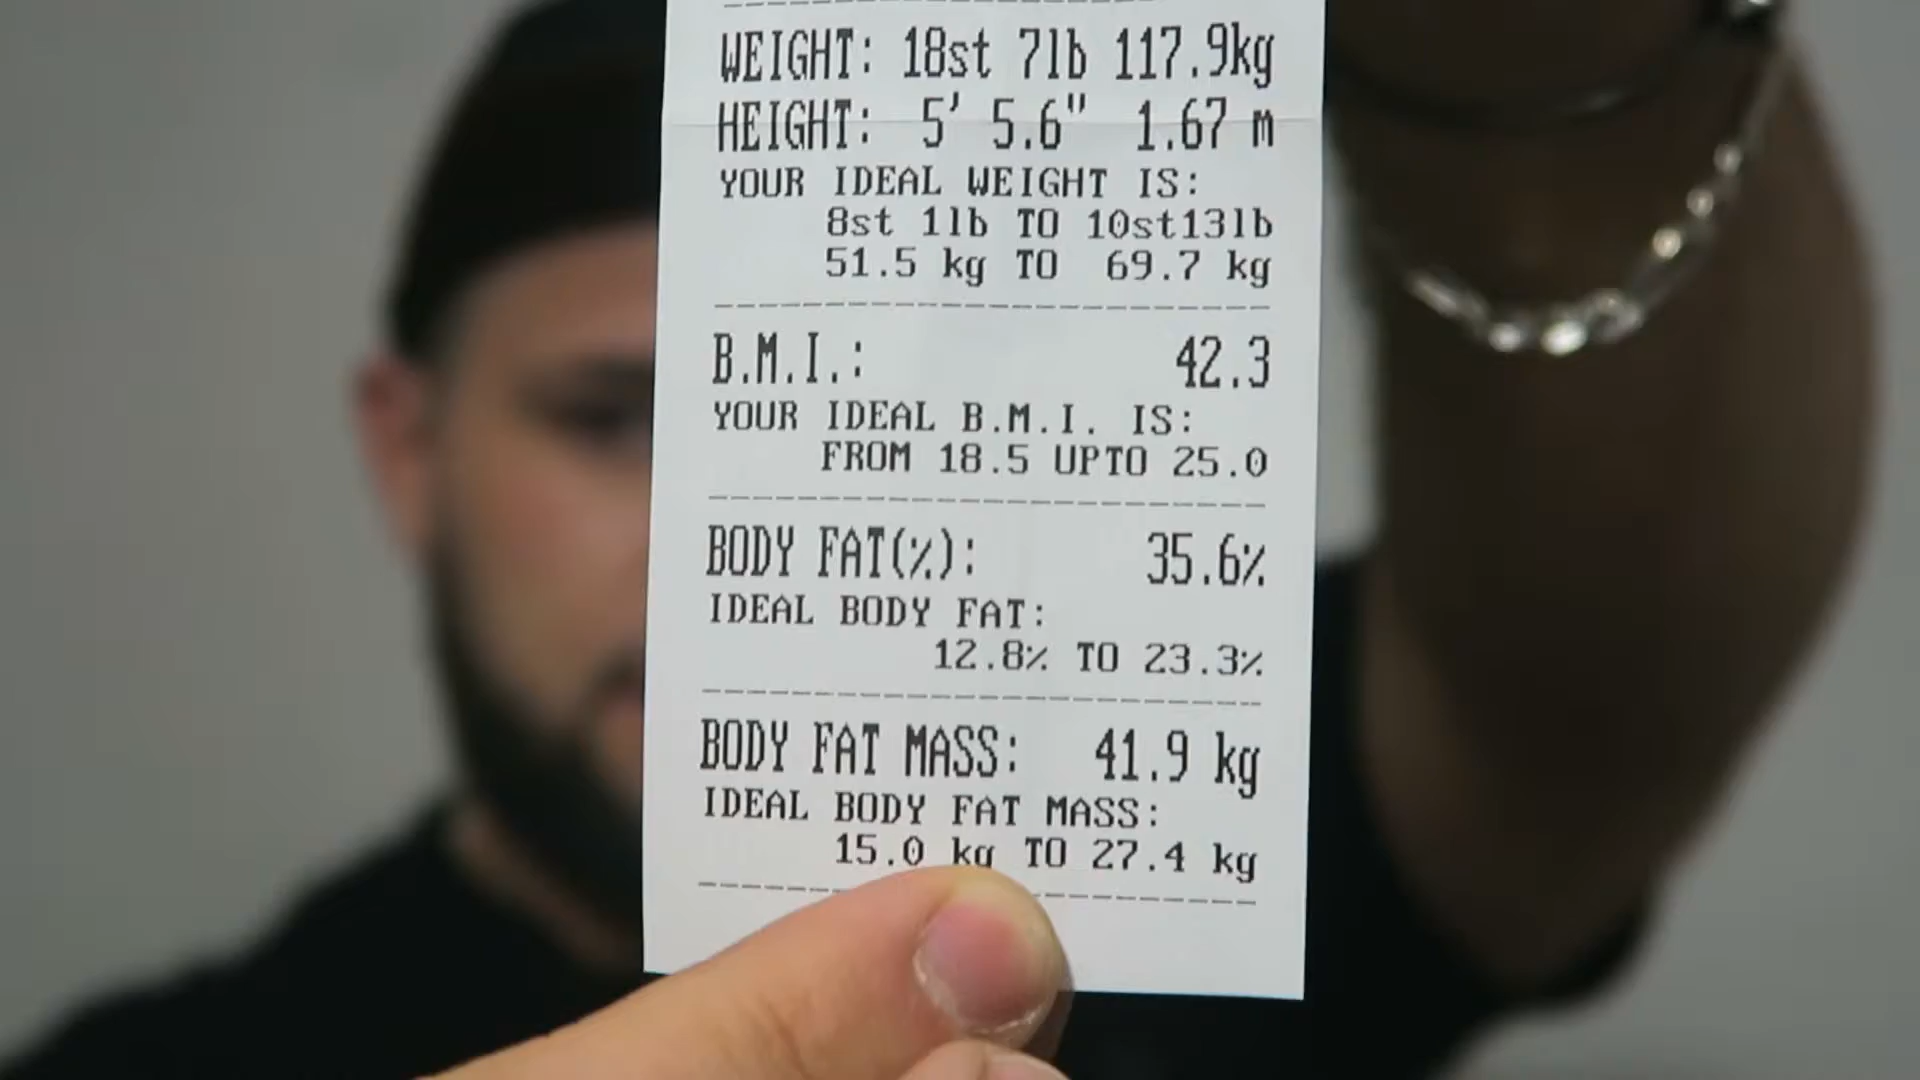 WEIGHT: 18st 7lb 117.9kg
HEIGHT: 5' 5.6" 1.67 m
YOUR IDEAL WEIGHT IS:
8st 1lb TO 10st13lb
51.5 kg TO 69.7 kg
B.M.I.: 42.3
YOUR IDEAL B.M.I. IS:
FROM 18.5 UPTO 25.0
BODY FAT(%): 35.6%
IDEAL BODY FAT:
12.8% TO 23.3%
BODY FAT MASS: 41.9 kg
IDEAL BODY FAT MASS:
15.0 kg TO 27.4 kg